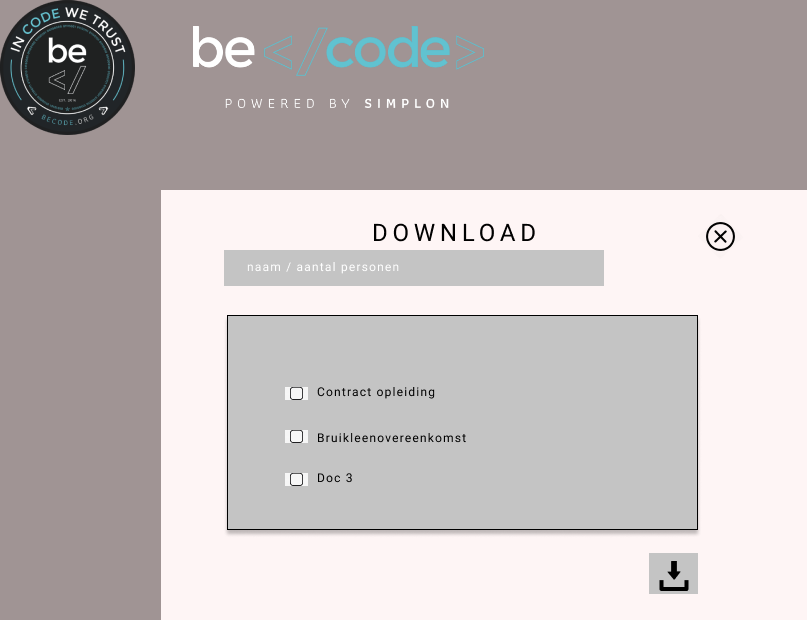 IN CODE WE TRUST
be
</>
EST. 2016
BECODE.ORG
be </code>
POWERED BY SIMPLON
DOWNLOAD
naam / aantal personen
Contract opleiding
Bruikleenovereenkomst
Doc 3